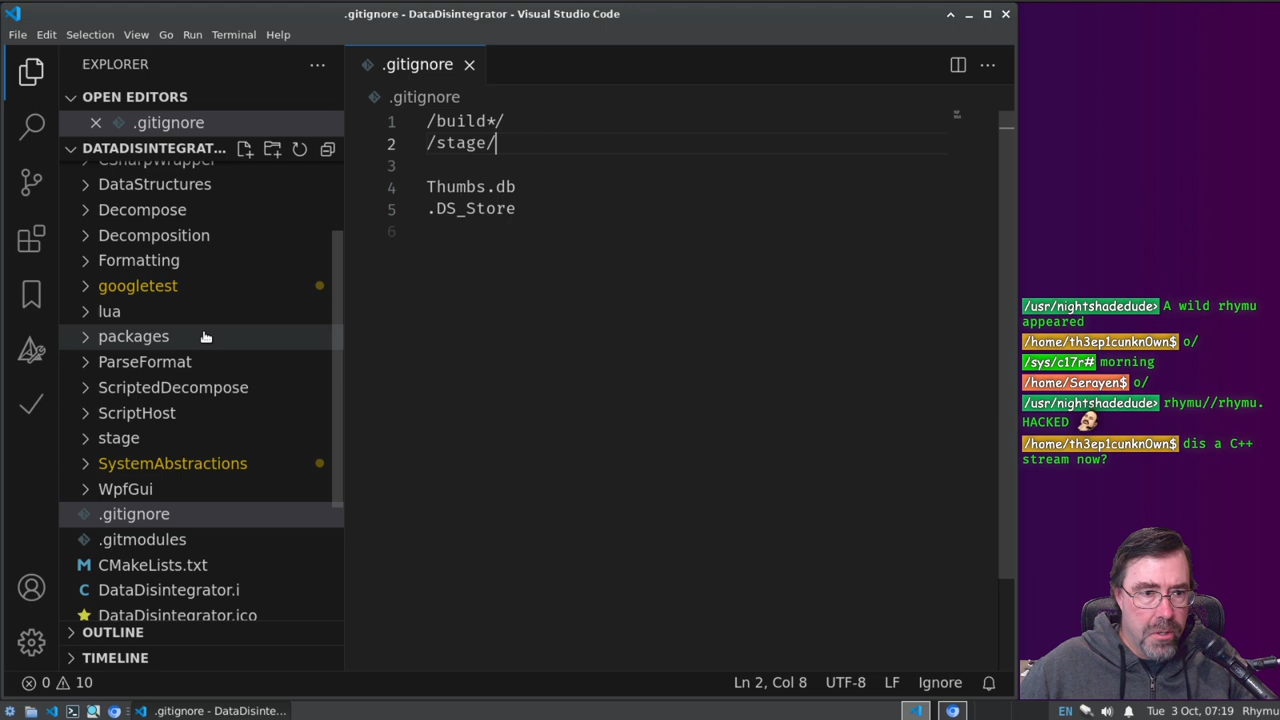 .gitignore - DataDisintegrator - Visual Studio Code
File Edit Selection View Go Run Terminal Help
EXPLORER
OPEN EDITORS
.gitignore
DATADISINTEGRAT...
CSharpWrapper
DataStructures
Decompose
Decomposition
Formatting
googletest
lua
packages
ParseFormat
ScriptedDecompose
ScriptHost
stage
SystemAbstractions
WpfGui
.gitignore
.gitmodules
CMakeLists.txt
DataDisintegrator.i
DataDisintegrator.ico
OUTLINE
TIMELINE
.gitignore
.gitignore
1 /build*/
2 /stage/
3
4 Thumbs.db
5 .DS_Store
6
/usr/nightshadedude> A wild rhymu
appeared
/home/th3ep1cunkn0wn$ o/
/sys/c17r# morning
/home/Serayen$ o/
/usr/nightshadedude> rhymu//rhymu.
HACKED
/home/th3ep1cunkn0wn$ dis a C++
stream now?
0 10 Ln 2, Col 8 UTF-8 LF Ignore
.gitignore - DataDisinte... EN Tue 3 Oct, 07:19 Rhymu